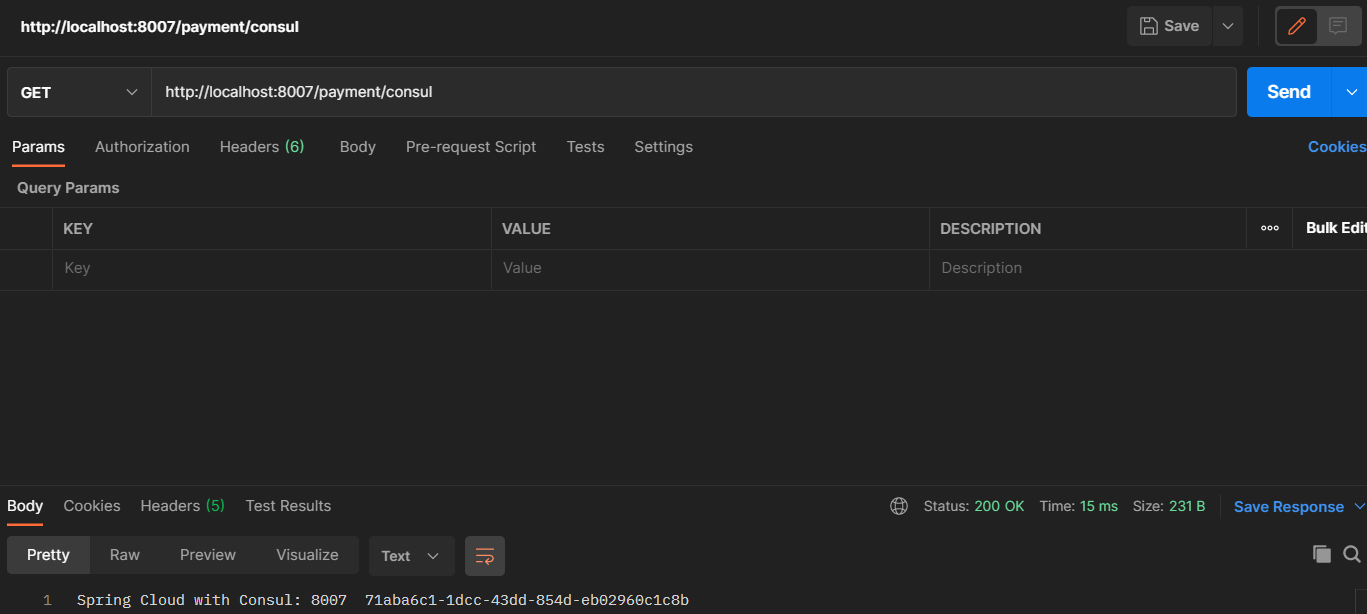 http://localhost:8007/payment/consul
Save
GET http://localhost:8007/payment/consul Send
Params Authorization Headers (6) Body Pre-request Script Tests Settings Cookies
Query Params
KEY VALUE DESCRIPTION ooo Bulk Edit
Key Value Description
Body Cookies Headers (5) Test Results Status: 200 OK Time: 15 ms Size: 231 B Save Response
Pretty Raw Preview Visualize Text
1 Spring Cloud with Consul: 8007  71aba6c1-1dcc-43dd-854d-eb02960c1c8b